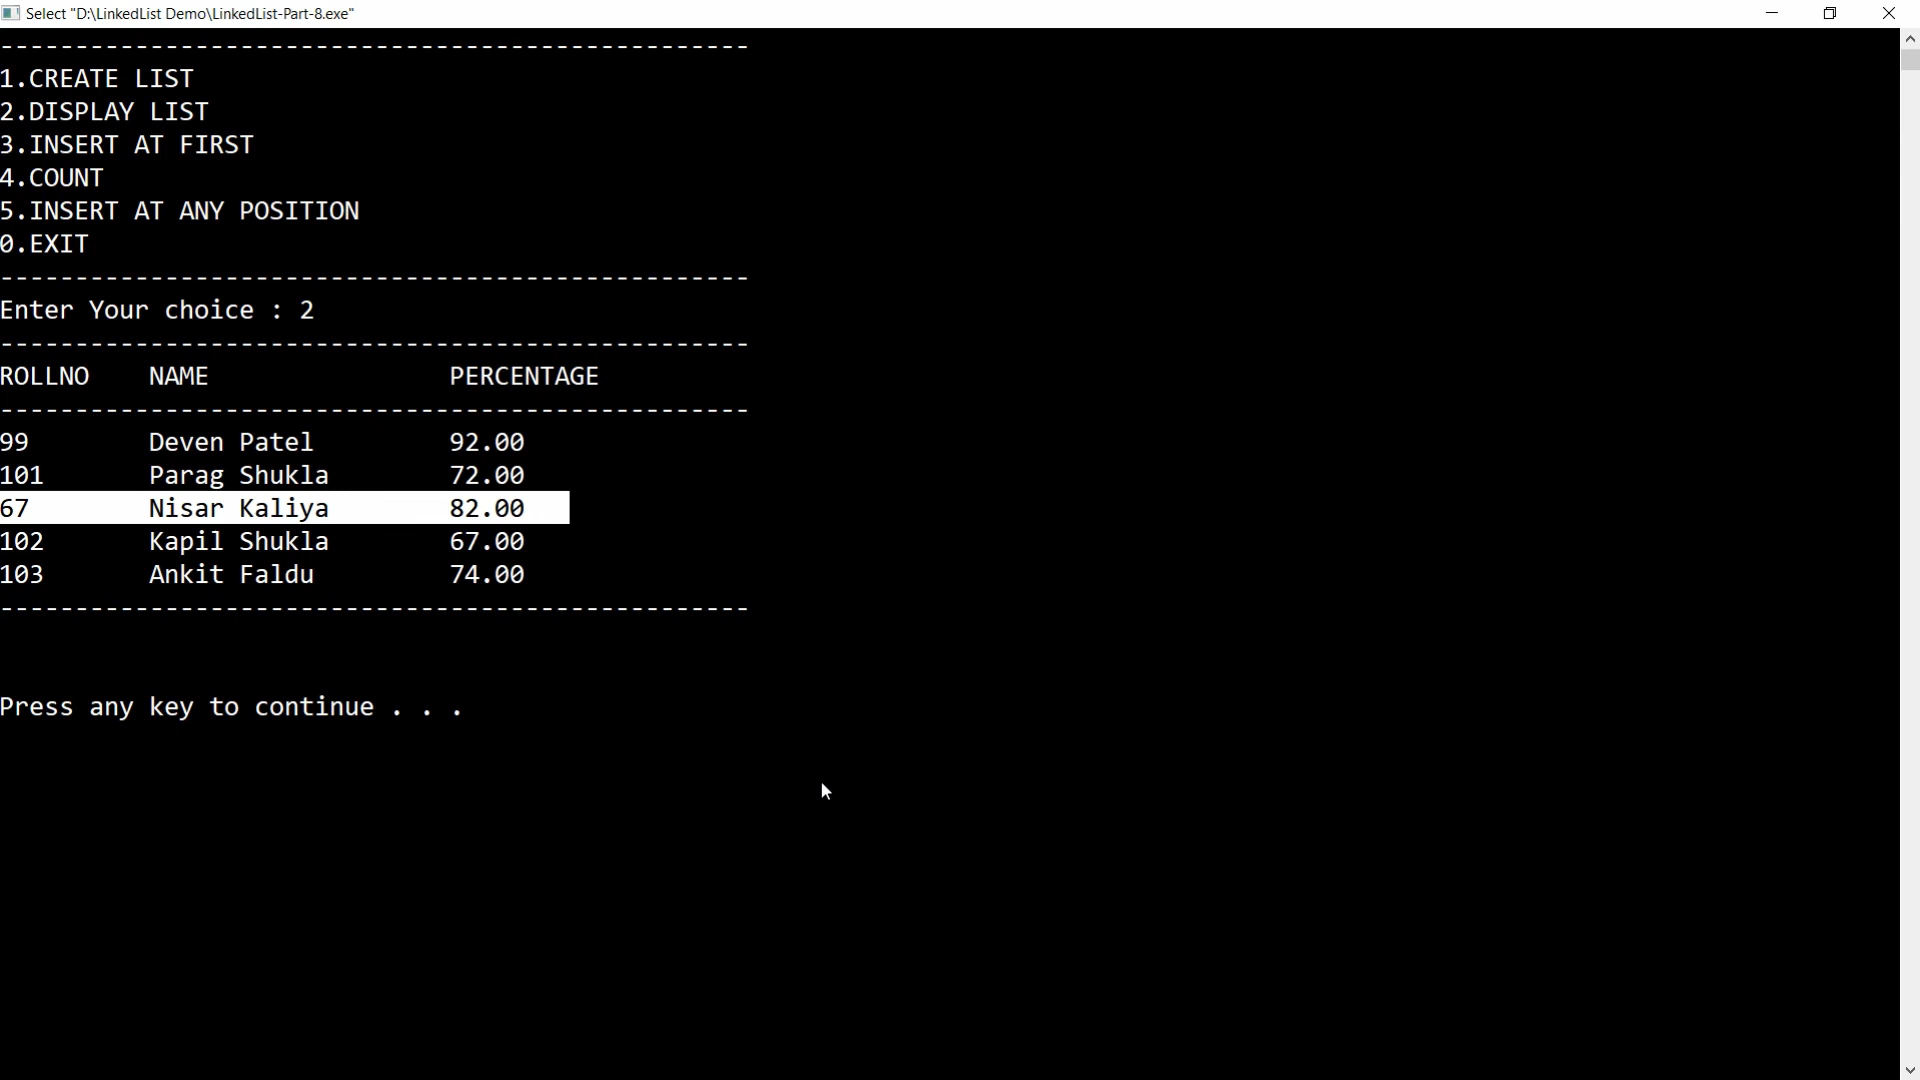 Select "D:\LinkedList Demo\LinkedList-Part-8.exe"
--------------------------------------------------
1.CREATE LIST
2.DISPLAY LIST
3.INSERT AT FIRST
4.COUNT
5.INSERT AT ANY POSITION
0.EXIT
--------------------------------------------------
Enter Your choice : 2
--------------------------------------------------
ROLLNO    NAME                PERCENTAGE
--------------------------------------------------
99        Deven Patel         92.00
101       Parag Shukla        72.00
67        Nisar Kaliya        82.00
102       Kapil Shukla        67.00
103       Ankit Faldu         74.00
--------------------------------------------------
Press any key to continue . . .